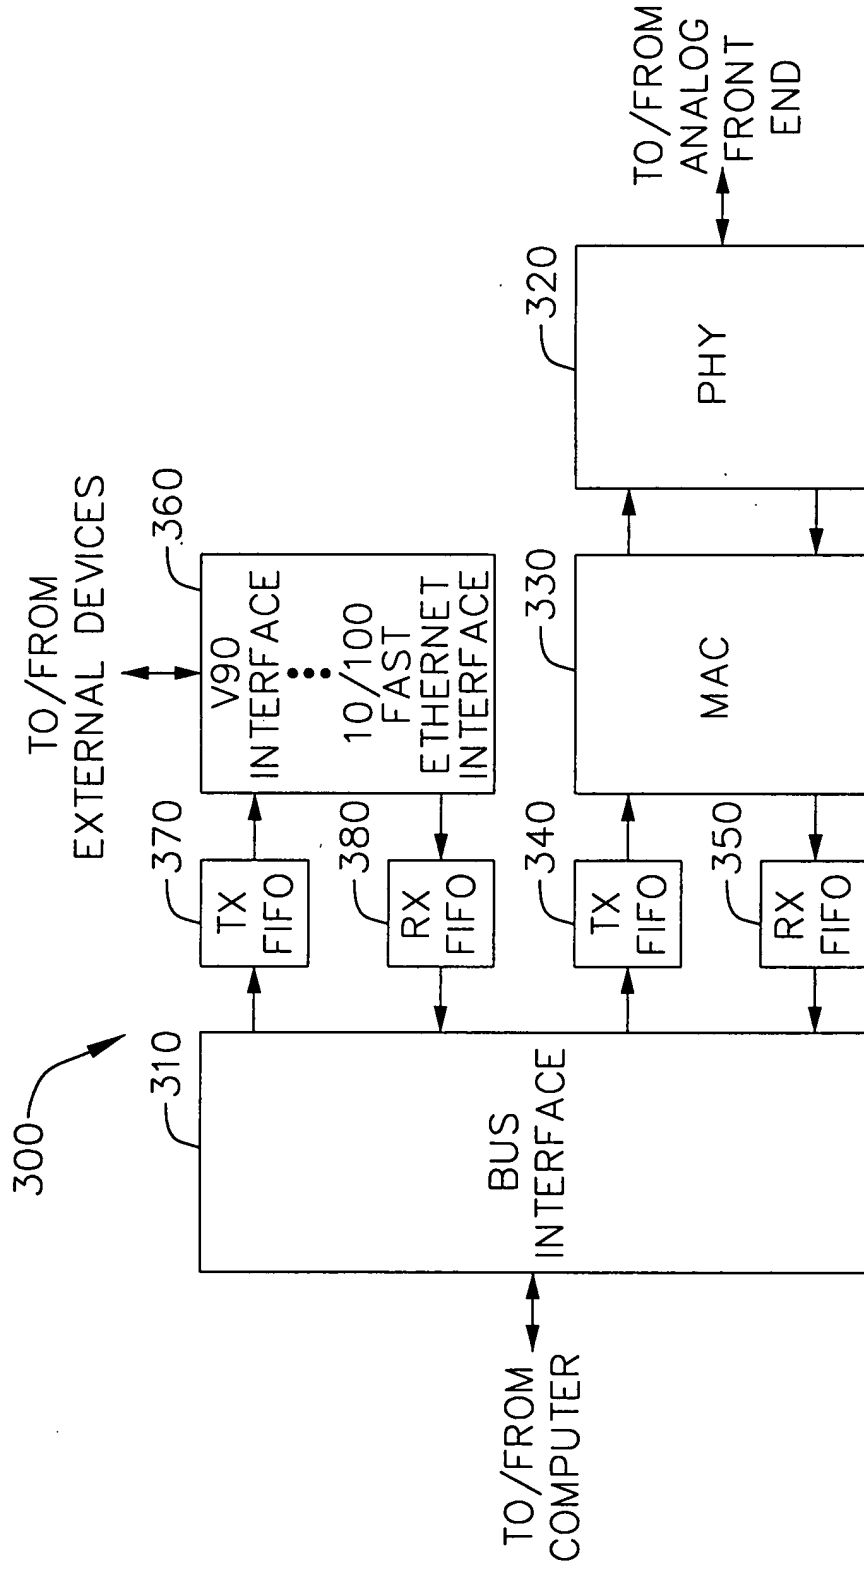 300
TO/FROM
EXTERNAL DEVICES
310
370
360
TX
FIFO
V90
INTERFACE
10/100
FAST
ETHERNET
INTERFACE
380
RX
FIFO
BUS
INTERFACE
TO/FROM
COMPUTER
340
330
320
TX
FIFO
MAC
PHY
TO/FROM
ANALOG
FRONT
END
350
RX
FIFO